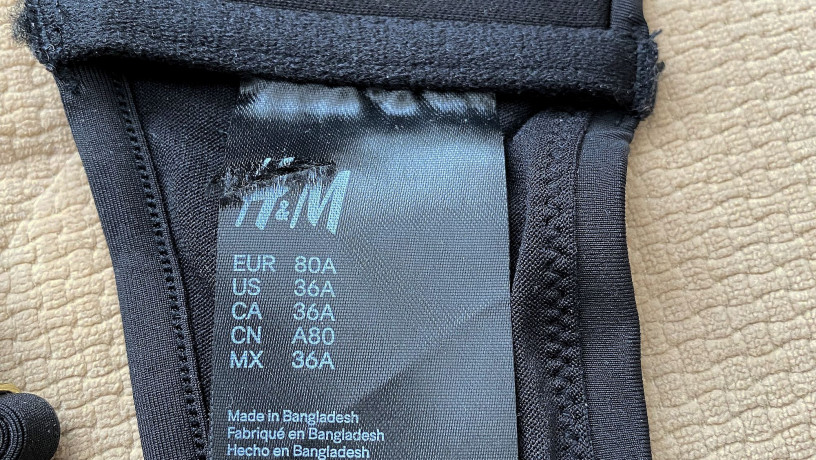 H&M
EUR 80A
US 36A
CA 36A
CN A80
MX 36A
Made in Bangladesh
Fabriqué en Bangladesh
Hecho en Bangladesh